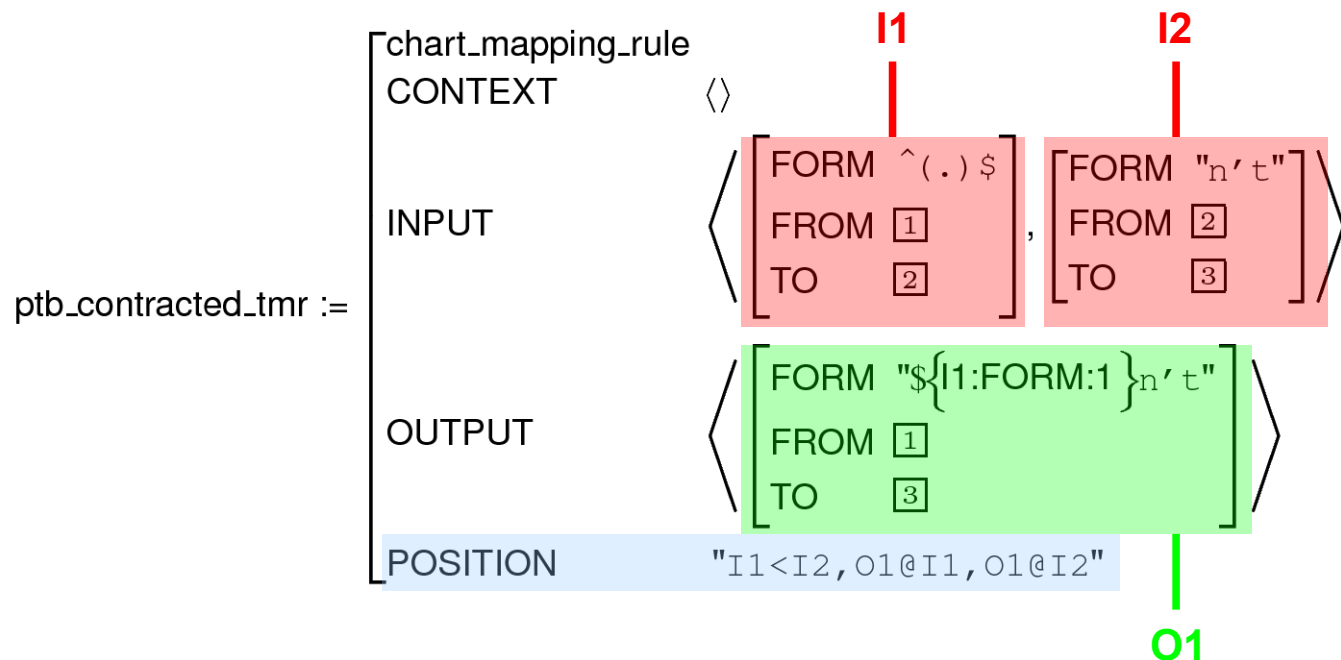 I1 I2
chart_mapping_rule
CONTEXT ⟨⟩
FORM ^(.)$ FORM "n't"
INPUT FROM 1 , FROM 2
TO 2 TO 3
ptb_contracted_tmr :=
FORM "${I1:FORM:1}n't"
OUTPUT FROM 1
TO 3
POSITION "I1<I2,O1@I1,O1@I2"
O1